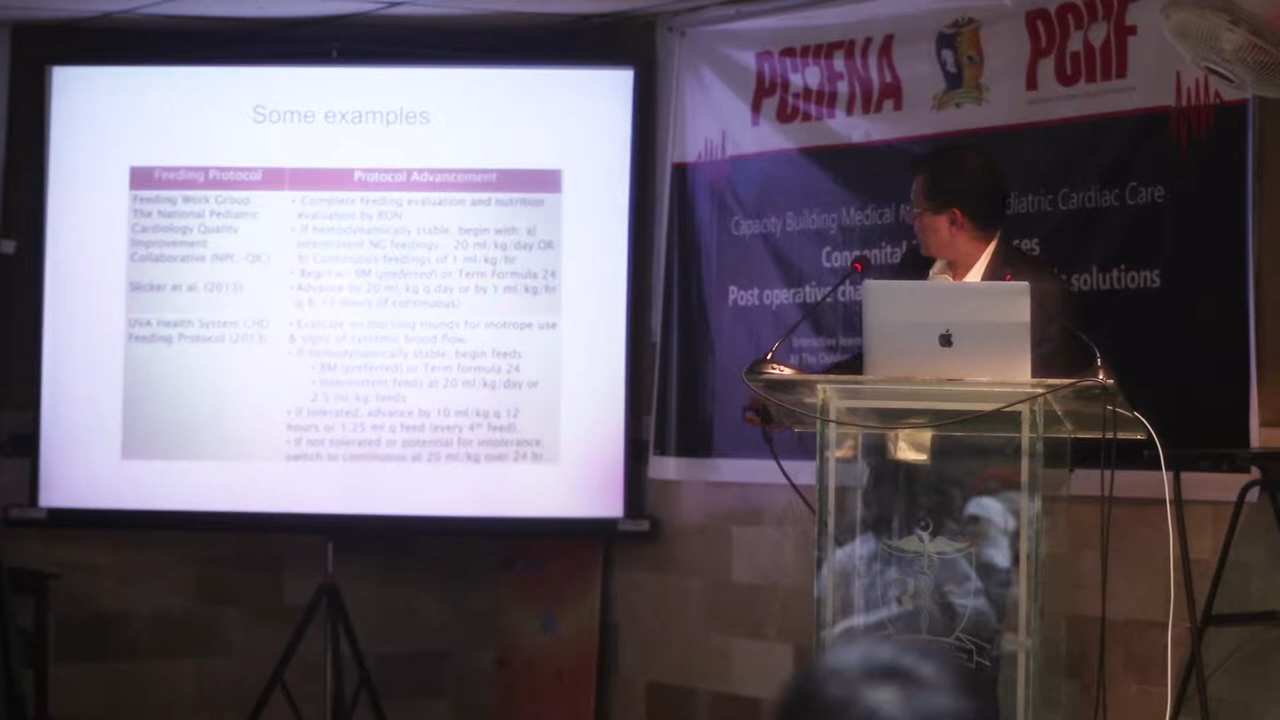 Some examples
Feeding Protocol
Protocol Advancement
Feeding Work Group
The National Pediatric
Cardiology Quality
Improvement
Collaborative (NPC-QIC)
Slicker et al. (2013)
• Complete feeding evaluation and nutrition
evaluation by
• If hemodynamically stable, begin with: a)
Intermittent NG feedings - 20 ml/kg/day OR
b) Continuous feedings of 1 ml/kg/hr
• Begin w/ BM (preferred) or Term Formula 24
• Advance by 20 ml/kg q day or by 1 ml/kg/hr
q 8-12 hours of continuous)
UVA Health System CHD
Feeding Protocol (2013)
• Evaluate on morning rounds for inotrope use
& signs of systemic blood flow.
• If hemodynamically stable, begin feeds
• BM (preferred) or Term formula 24
• Intermittent feeds at 20 ml/kg/day or
2.5 ml/kg/feeds
• If tolerated, advance by 10 ml/kg q 12
hours or 1.25 ml q feed (every 4th feed).
• If not tolerated or potential for intolerance,
switch to continuous at 20 ml/kg over 24 hr
PCHFNA
PCHF
Capacity Building Medical
diatric Cardiac Care
Congenital
Post operative
solutions